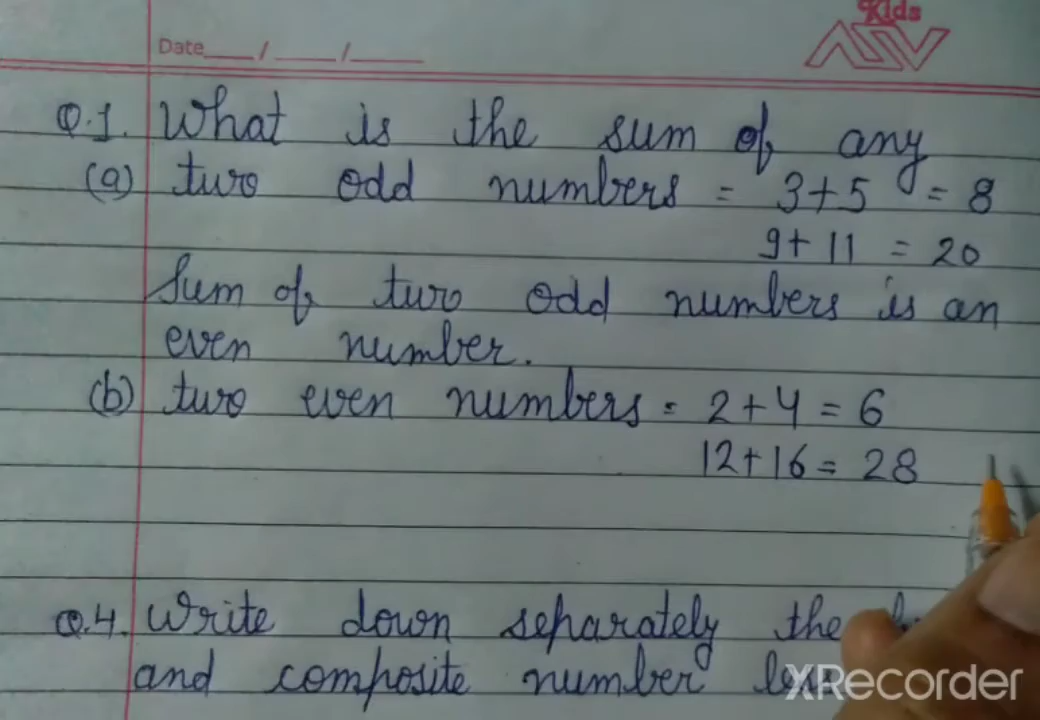 Kids
Date / /
Q.1. What is the sum of any
(a) two odd numbers = 3+5 = 8
9+ 11 = 20
Sum of two odd numbers is an
even number.
(b) two even numbers = 2+4 = 6
12+16 = 28
Q.4. Write down separately the
and composite number less
XRecorder